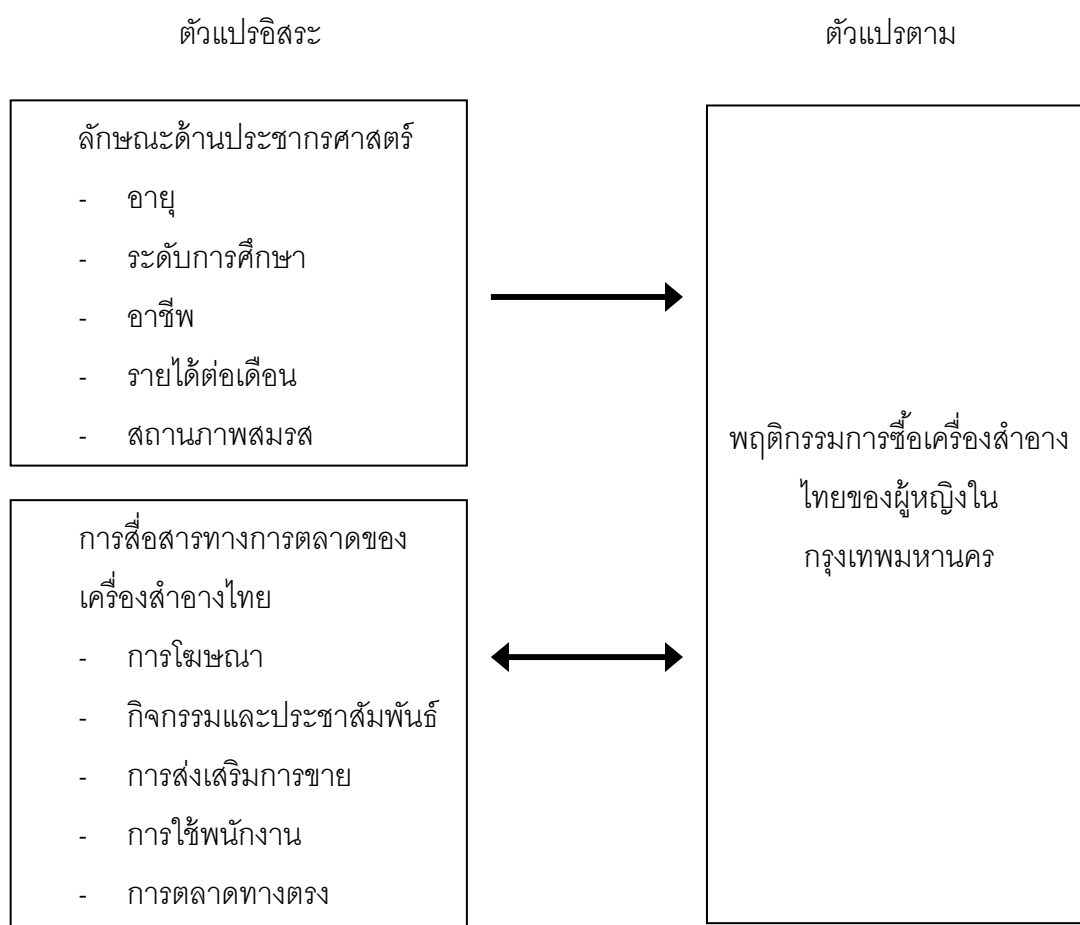 ตัวแปรอิสระ
ตัวแปรตาม
ลักษณะด้านประชากรศาสตร์
- อายุ
- ระดับการศึกษา
- อาชีพ
- รายได้ต่อเดือน
- สถานภาพสมรส
การสื่อสารทางการตลาดของ
เครื่องสำอางไทย
- การโฆษณา
- กิจกรรมและประชาสัมพันธ์
- การส่งเสริมการขาย
- การใช้พนักงาน
- การตลาดทางตรง
พฤติกรรมการซื้อเครื่องสำอาง
ไทยของผู้หญิงใน
กรุงเทพมหานคร